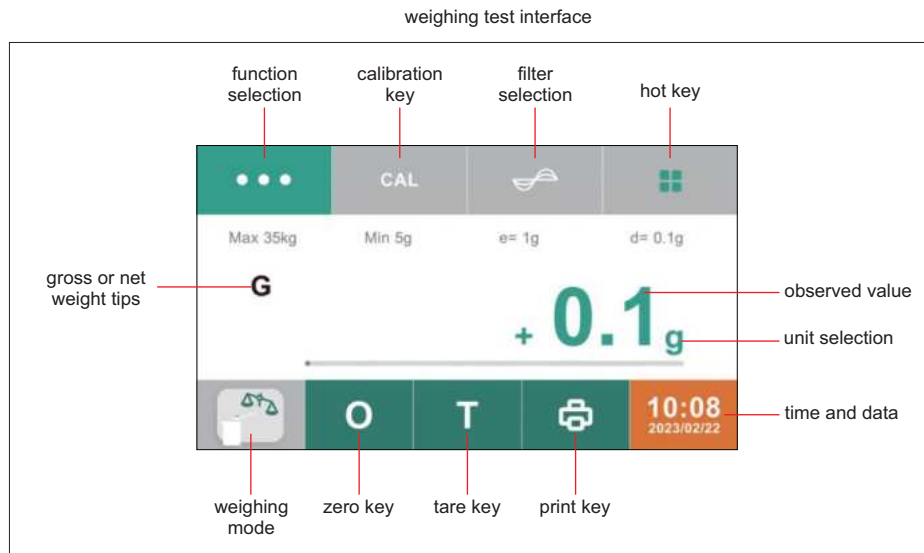 weighing test interface
function
selection
calibration
key
filter
selection
hot key
CAL
Max 35kg
Min 5g
e= 1g
d= 0.1g
gross or net
weight tips
G
+ 0.1 g
observed value
unit selection
O
T
10:08
2023/02/22
time and data
weighing
mode
zero key
tare key
print key